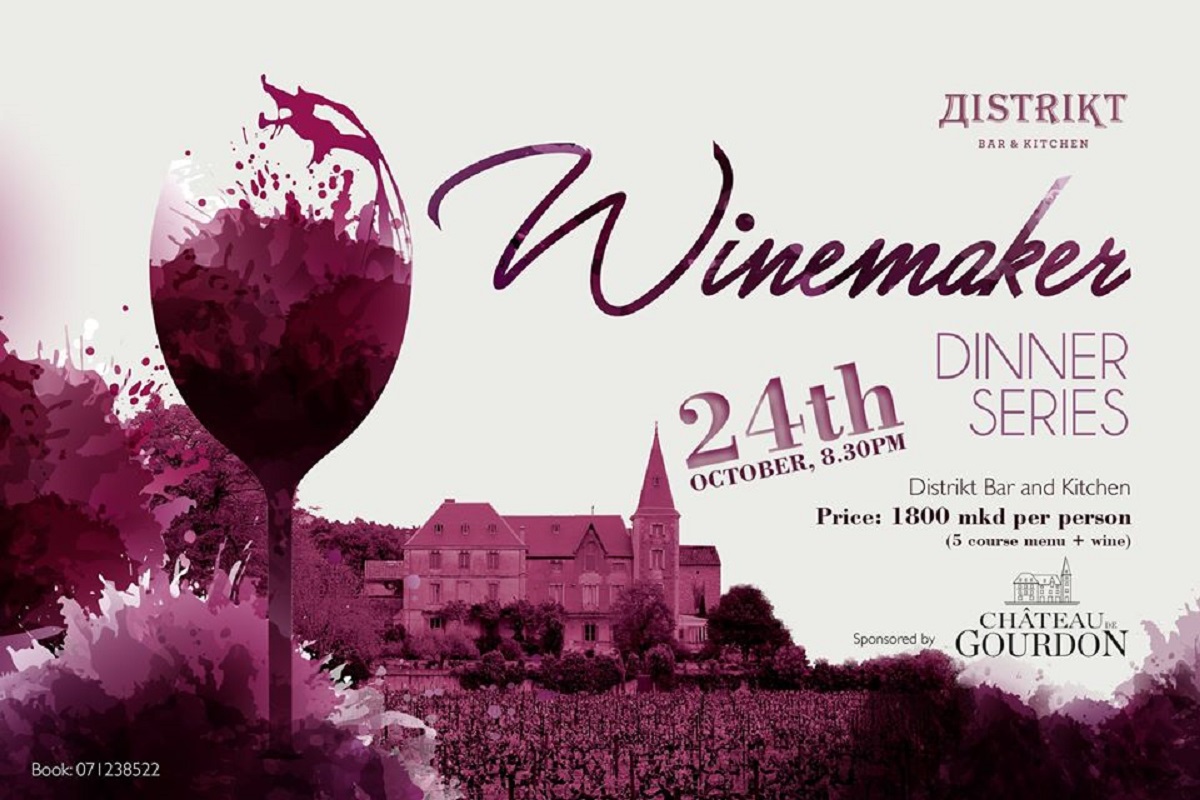 ДISTRIKT
BAR & KITCHEN
Winemaker
DINNER
SERIES
24th
OCTOBER, 8.30PM
Distrikt Bar and Kitchen
Price: 1800 mkd per person
(5 course menu + wine)
Sponsored by
CHÂTEAU DE
GOURDON
Book: 071238522